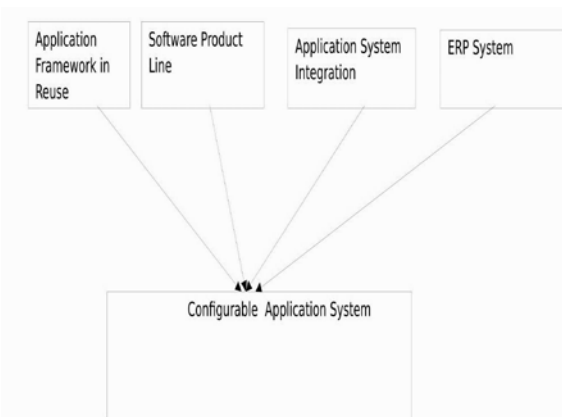 Application
Framework in
Reuse
Software Product
Line
Application System
Integration
ERP System
Configurable Application System